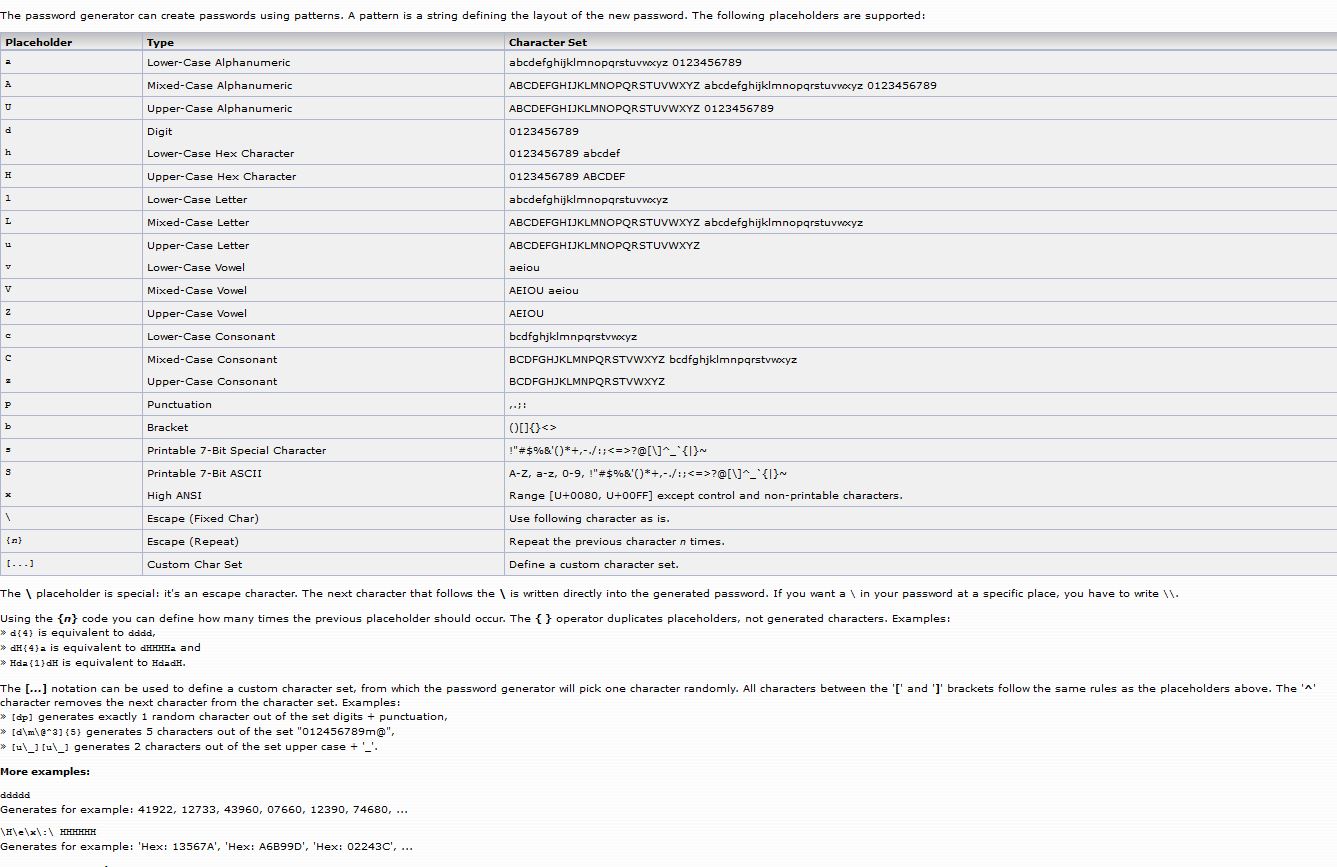 The password generator can create passwords using patterns. A pattern is a string defining the layout of the new password. The following placeholders are supported:
Placeholder Type Character Set
a Lower-Case Alphanumeric abcdefghijklmnopqrstuvwxyz 0123456789
A Mixed-Case Alphanumeric ABCDEFGHIJKLMNOPQRSTUVWXYZ abcdefghijklmnopqrstuvwxyz 0123456789
U Upper-Case Alphanumeric ABCDEFGHIJKLMNOPQRSTUVWXYZ 0123456789
d Digit 0123456789
h Lower-Case Hex Character 0123456789 abcdef
H Upper-Case Hex Character 0123456789 ABCDEF
l Lower-Case Letter abcdefghijklmnopqrstuvwxyz
L Mixed-Case Letter ABCDEFGHIJKLMNOPQRSTUVWXYZ abcdefghijklmnopqrstuvwxyz
u Upper-Case Letter ABCDEFGHIJKLMNOPQRSTUVWXYZ
v Lower-Case Vowel aeiou
V Mixed-Case Vowel AEIOU aeiou
Z Upper-Case Vowel AEIOU
c Lower-Case Consonant bcdfghjklmnpqrstvwxyz
C Mixed-Case Consonant BCDFGHJKLMNPQRSTVWXYZ bcdfghjklmnpqrstvwxyz
z Upper-Case Consonant BCDFGHJKLMNPQRSTVWXYZ
p Punctuation ,.;:
b Bracket ()[]{}<>
s Printable 7-Bit Special Character !"#$%&'()*+,-./:;<=>?@[\]^_`{|}~
S Printable 7-Bit ASCII A-Z, a-z, 0-9, !"#$%&'()*+,-./:;<=>?@[\]^_`{|}~
x High ANSI Range [U+0080, U+00FF] except control and non-printable characters.
\ Escape (Fixed Char) Use following character as is.
{n} Escape (Repeat) Repeat the previous character n times.
[...] Custom Char Set Define a custom character set.
The \ placeholder is special: it's an escape character. The next character that follows the \ is written directly into the generated password. If you want a \ in your password at a specific place, you have to write \\.
Using the {n} code you can define how many times the previous placeholder should occur. The { } operator duplicates placeholders, not generated characters. Examples:
» d{4} is equivalent to dddd,
» dH{4}a is equivalent to dHHHHa and
» Hda{1}dH is equivalent to HdadH.
The [...] notation can be used to define a custom character set, from which the password generator will pick one character randomly. All characters between the '[' and ']' brackets follow the same rules as the placeholders above. The '^'
character removes the next character from the character set. Examples:
» [dp] generates exactly 1 random character out of the set digits + punctuation,
» [d\m\@^3]{5} generates 5 characters out of the set "012456789m@",
» [u\_][u\_] generates 2 characters out of the set upper case + '_'.
More examples:
ddddd
Generates for example: 41922, 12733, 43960, 07660, 12390, 74680, ...
\H\e\x\:\ HHHHHH
Generates for example: 'Hex: 13567A', 'Hex: A6B99D', 'Hex: 02243C', ...